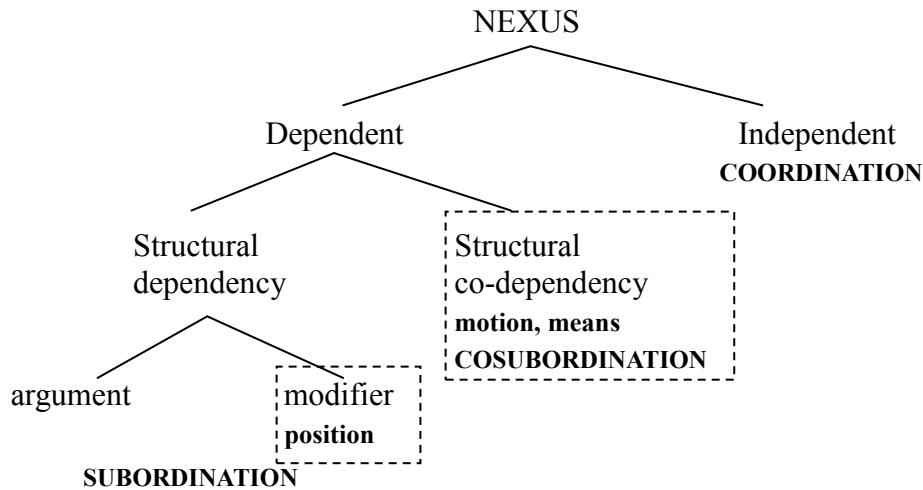 NEXUS
Dependent
Independent
COORDINATION
Structural
dependency
Structural
co-dependency
motion, means
COSUBORDINATION
argument
modifier
position
SUBORDINATION